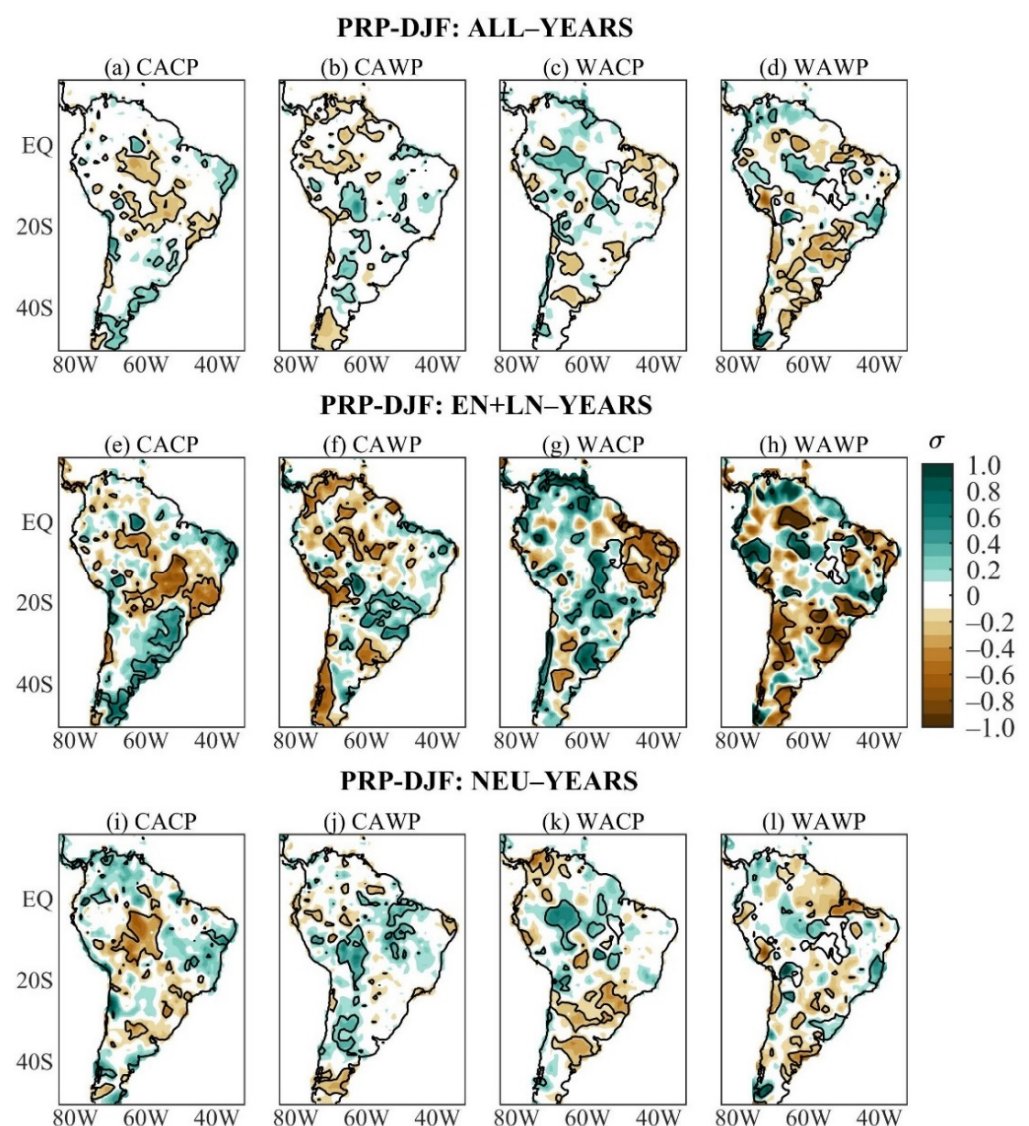 PRP-DJF: ALL–YEARS
(a) CACP (b) CAWP (c) WACP (d) WAWP
EQ
20S
40S
80W 60W 40W 80W 60W 40W 80W 60W 40W 80W 60W 40W
PRP-DJF: EN+LN–YEARS
(e) CACP (f) CAWP (g) WACP (h) WAWP
σ
1.0
0.8
0.6
0.4
0.2
0
–0.2
–0.4
–0.6
–0.8
–1.0
EQ
20S
40S
80W 60W 40W 80W 60W 40W 80W 60W 40W 80W 60W 40W
PRP-DJF: NEU–YEARS
(i) CACP (j) CAWP (k) WACP (l) WAWP
EQ
20S
40S
80W 60W 40W 80W 60W 40W 80W 60W 40W 80W 60W 40W